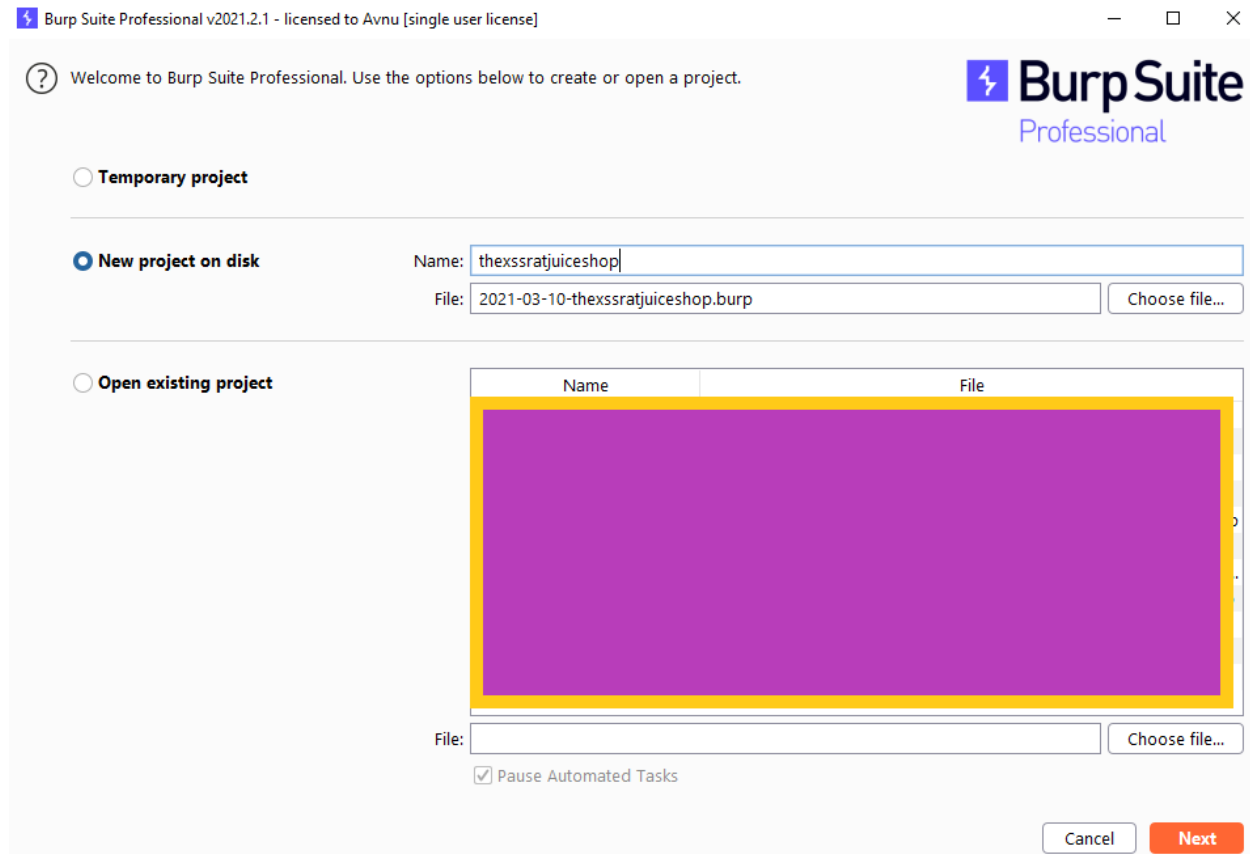 Burp Suite Professional v2021.2.1 - licensed to Avnu [single user license]
Welcome to Burp Suite Professional. Use the options below to create or open a project.
Burp Suite
Professional
Temporary project
New project on disk
Name: thexssratjuiceshop
File: 2021-03-10-thexssratjuiceshop.burp
Choose file...
Open existing project
Name File
File:
Choose file...
Pause Automated Tasks
Cancel Next